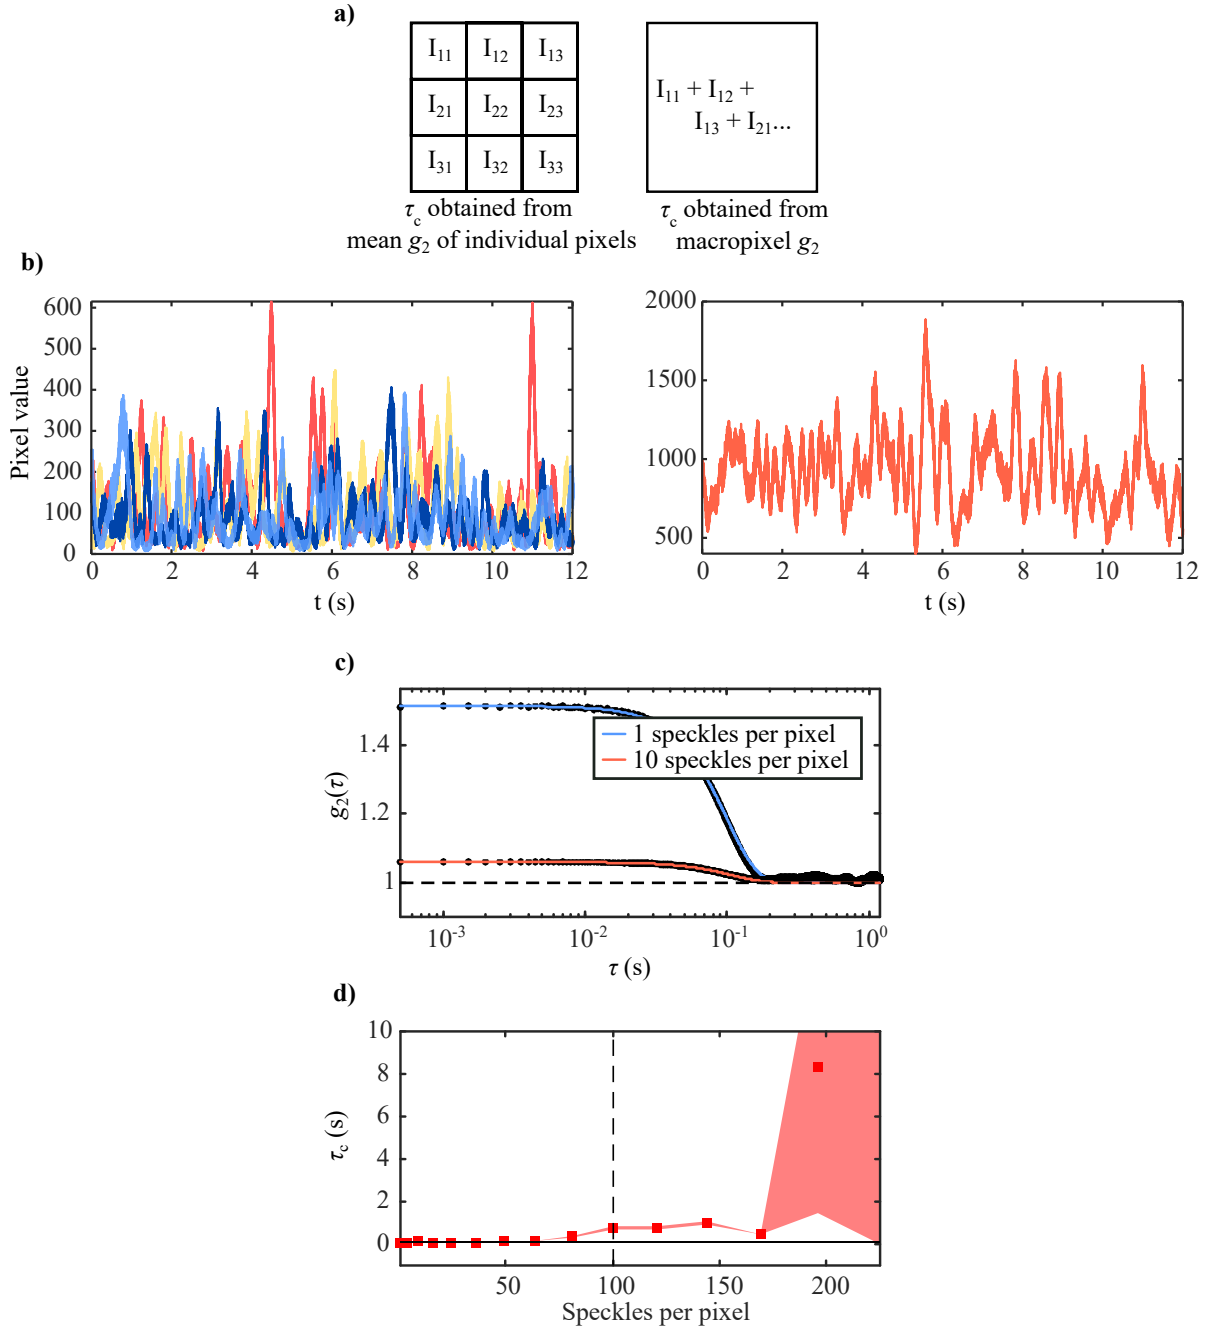 a)
I₁₁ I₁₂ I₁₃
I₂₁ I₂₂ I₂₃
I₃₁ I₃₂ I₃₃
I₁₁ + I₁₂ +
I₁₃ + I₂₁...
τc obtained from
mean g₂ of individual pixels
τc obtained from
macropixel g₂
b)
Pixel value
600
500
400
300
200
100
0
0 2 4 6 8 10 12
t (s)
2000
1500
1000
500
0 2 4 6 8 10 12
t (s)
c)
g₂(τ)
1.4
1.2
1
1 speckles per pixel
10 speckles per pixel
10⁻³ 10⁻² 10⁻¹ 10⁰
τ (s)
d)
τc (s)
10
8
6
4
2
0
50 100 150 200
Speckles per pixel